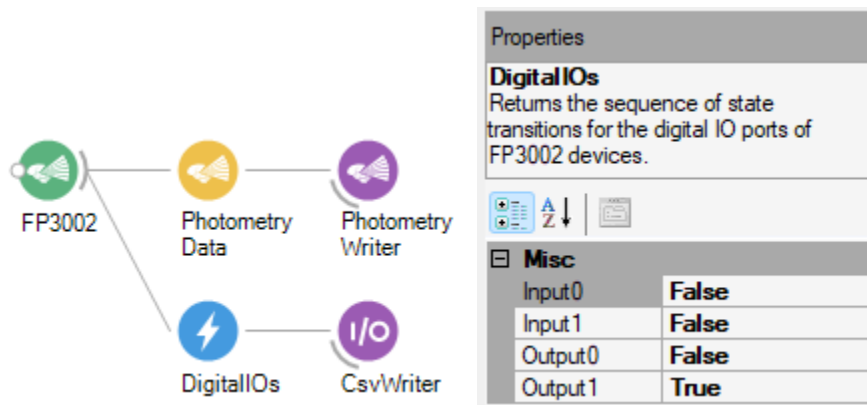 FP3002
Photometry
Data
Photometry
Writer
DigitalIOs
I/O
CsvWriter
Properties
DigitalIOs
Returns the sequence of state
transitions for the digital IO ports of
FP3002 devices.
A
Z
Misc
Input0 False
Input1 False
Output0 False
Output1 True